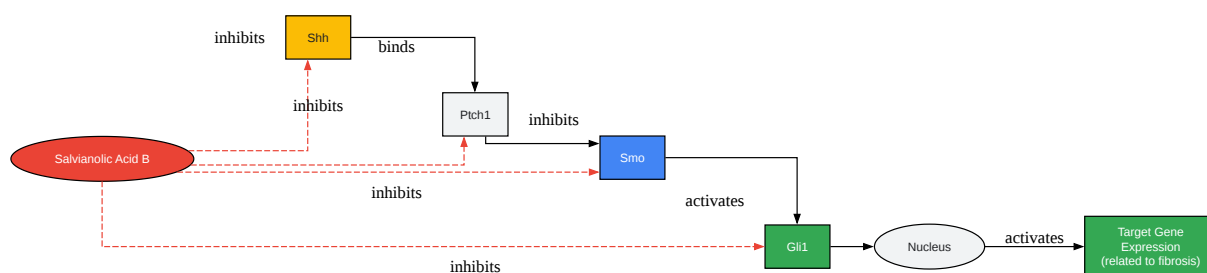 inhibits
Shh
binds
inhibits
Ptch1
inhibits
Salvianolic Acid B
Smo
inhibits
activates
Gli1
Nucleus
activates
Target Gene
Expression
(related to fibrosis)
inhibits